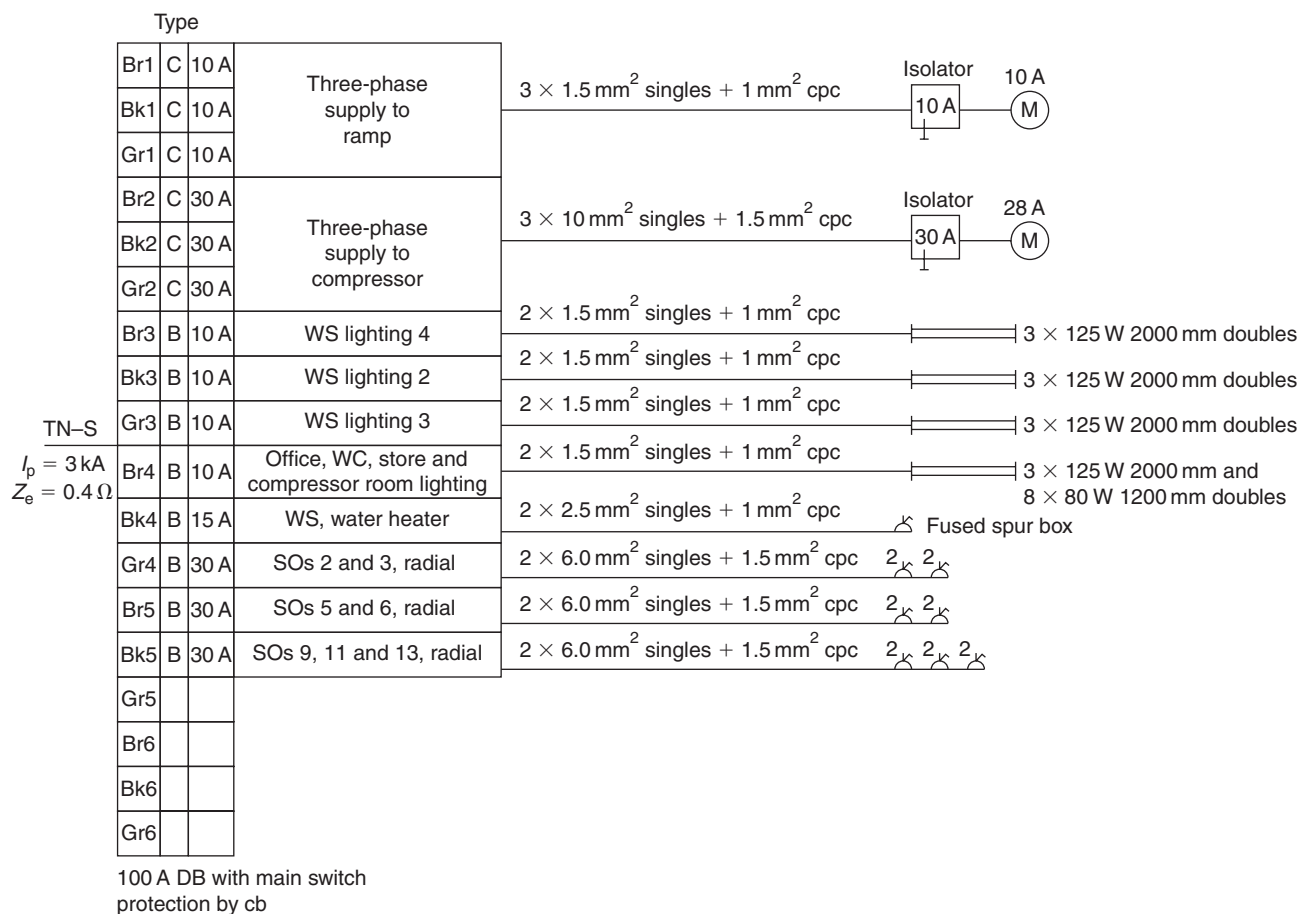 Type
Br1 C 10 A
Bk1 C 10 A
Gr1 C 10 A
Three-phase
supply to
ramp
3 × 1.5 mm² singles + 1 mm² cpc
Isolator
10 A
10 A
M
Br2 C 30 A
Bk2 C 30 A
Gr2 C 30 A
Three-phase
supply to
compressor
3 × 10 mm² singles + 1.5 mm² cpc
Isolator
30 A
28 A
M
Br3 B 10 A WS lighting 4 2 × 1.5 mm² singles + 1 mm² cpc 3 × 125 W 2000 mm doubles
Bk3 B 10 A WS lighting 2 2 × 1.5 mm² singles + 1 mm² cpc 3 × 125 W 2000 mm doubles
Gr3 B 10 A WS lighting 3 2 × 1.5 mm² singles + 1 mm² cpc 3 × 125 W 2000 mm doubles
TN–S
Ip = 3 kA
Ze = 0.4 Ω
Br4 B 10 A
Office, WC, store and
compressor room lighting
2 × 1.5 mm² singles + 1 mm² cpc
3 × 125 W 2000 mm and
8 × 80 W 1200 mm doubles
Bk4 B 15 A WS, water heater 2 × 2.5 mm² singles + 1 mm² cpc Fused spur box
Gr4 B 30 A SOs 2 and 3, radial 2 × 6.0 mm² singles + 1.5 mm² cpc 2 2
Br5 B 30 A SOs 5 and 6, radial 2 × 6.0 mm² singles + 1.5 mm² cpc 2 2
Bk5 B 30 A SOs 9, 11 and 13, radial 2 × 6.0 mm² singles + 1.5 mm² cpc 2 2 2
Gr5
Br6
Bk6
Gr6
100 A DB with main switch
protection by cb